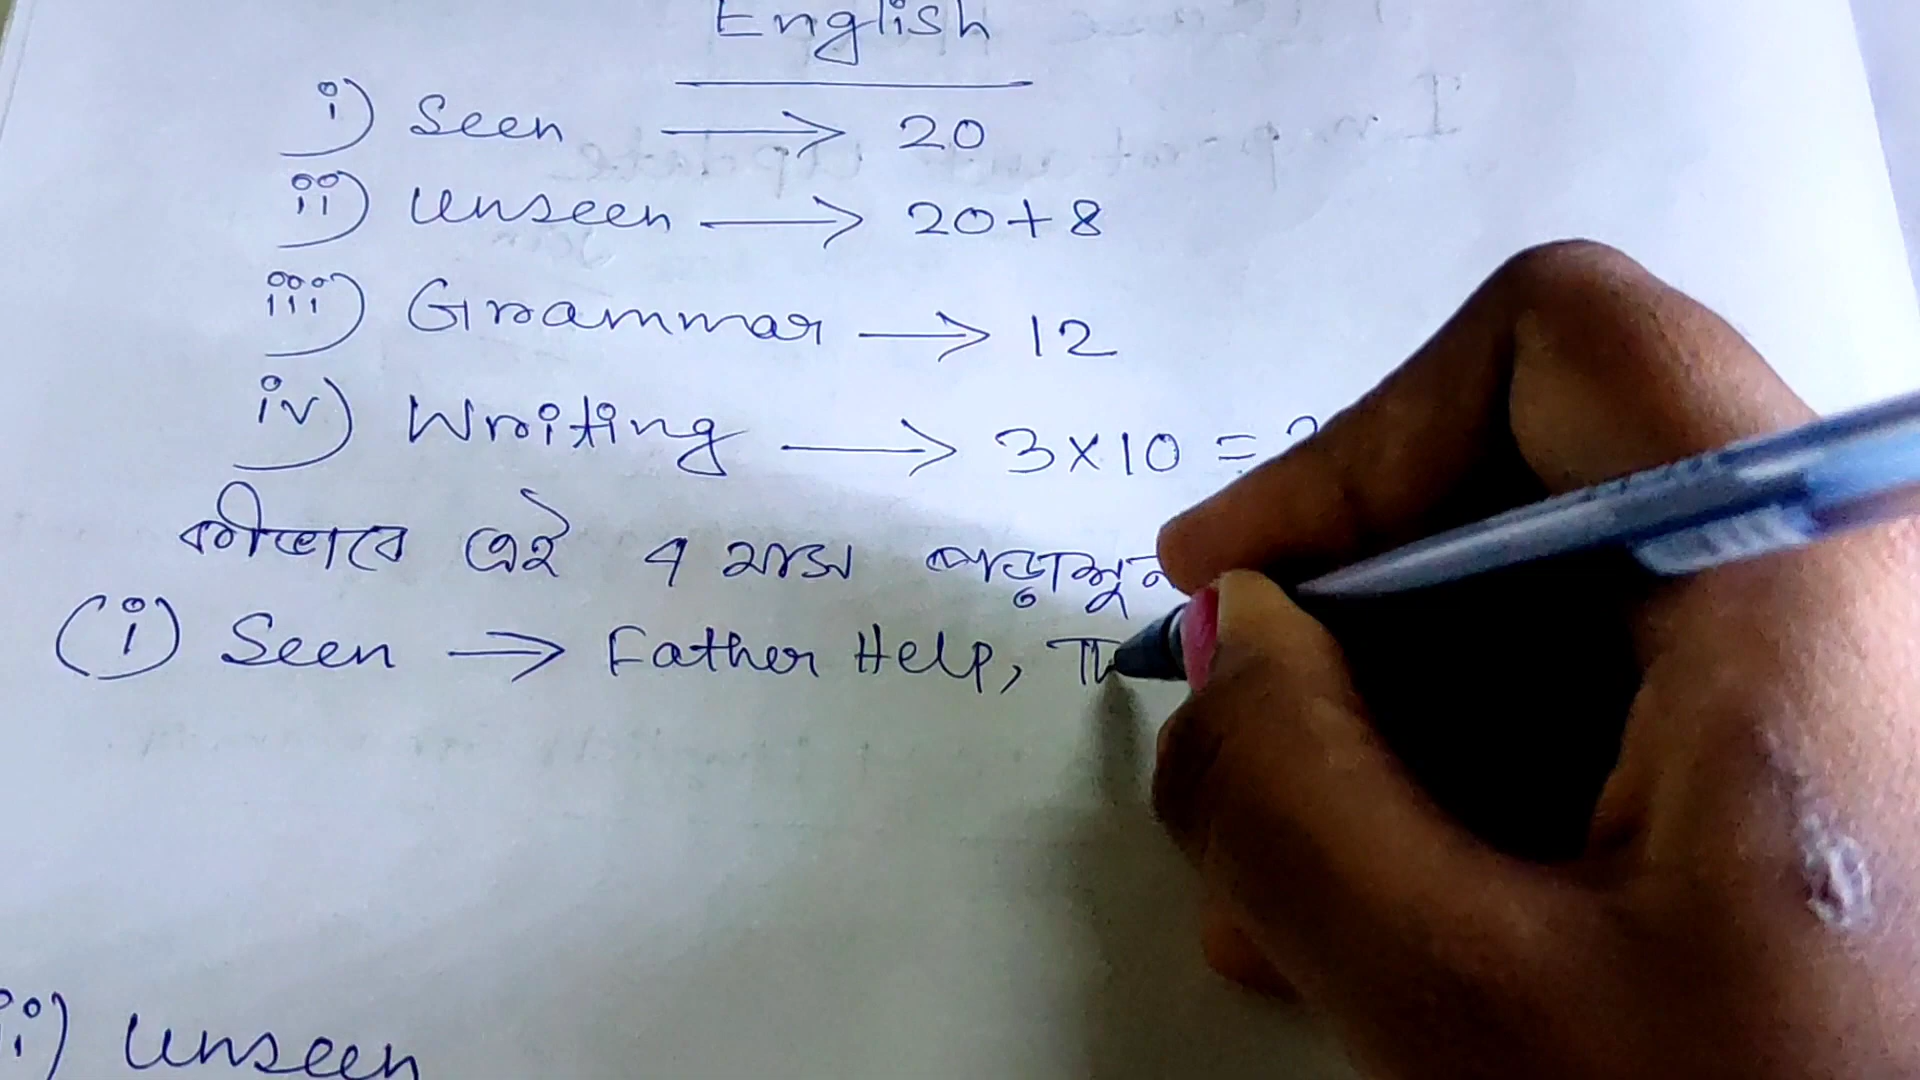 English
i) Seen → 20
ii) Unseen → 20+8
iii) Grammar → 12
iv) Writing → 3×10 =
কীভাবে এই 4 মাস
(i) Seen → Father Help,
ii) Unseen